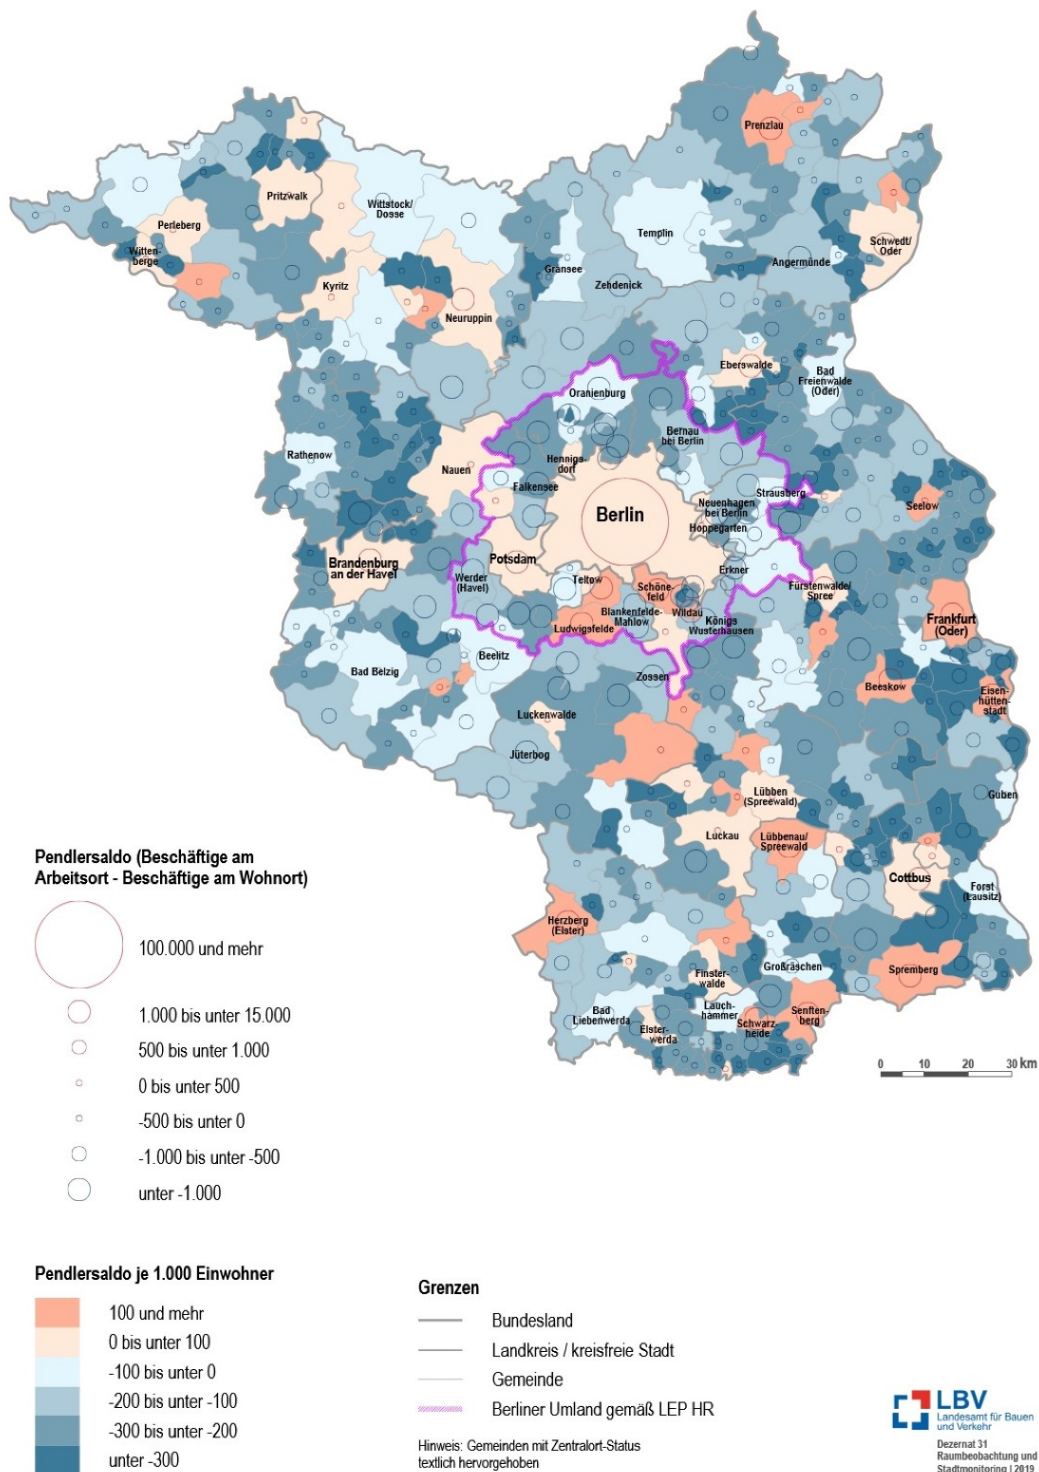 Prenzlau
Pritzwalk
Wittstock/
Dosse
Perleberg
Templin
Schwedt/
Oder
Witten-
berge
Angermünde
Gransee
Zehdenick
Kyritz
Neuruppin
Eberswalde
Bad
Freienwalde
(Oder)
Oranienburg
Bernau
bei Berlin
Rathenow
Nauen
Hennigs-
dorf
Falkensee
Strausberg
Neuenhagen
bei Berlin
Seelow
Berlin
Hoppegarten
Brandenburg
an der Havel
Potsdam
Erkner
Werder
(Havel)
Teltow
Schöne-
feld
Fürstenwalde/
Spree
Blankenfelde-
Mahlow
Wildau
Königs
Wusterhausen
Frankfurt
(Oder)
Ludwigsfelde
Beelitz
Bad Belzig
Zossen
Beeskow
Eisen-
hütten-
stadt
Luckenwalde
Jüterbog
Lübben
(Spreewald)
Guben
Luckau
Lübbenau/
Spreewald
Cottbus
Forst
(Lausitz)
Herzberg
(Elster)
Finster-
walde
Großräschen
Spremberg
Bad
Liebenwerda
Lauch-
hammer
Senften-
berg
Elster-
werda
Schwarz-
heide
0 10 20 30 km
Pendlersaldo (Beschäftige am
Arbeitsort - Beschäftige am Wohnort)
100.000 und mehr
1.000 bis unter 15.000
500 bis unter 1.000
0 bis unter 500
-500 bis unter 0
-1.000 bis unter -500
unter -1.000
Pendlersaldo je 1.000 Einwohner
100 und mehr
0 bis unter 100
-100 bis unter 0
-200 bis unter -100
-300 bis unter -200
unter -300
Grenzen
Bundesland
Landkreis / kreisfreie Stadt
Gemeinde
Berliner Umland gemäß LEP HR
Hinweis: Gemeinden mit Zentralort-Status
textlich hervorgehoben
LBV
Landesamt für Bauen
und Verkehr
Dezernat 31
Raumbeobachtung und
Stadtmonitoring | 2019